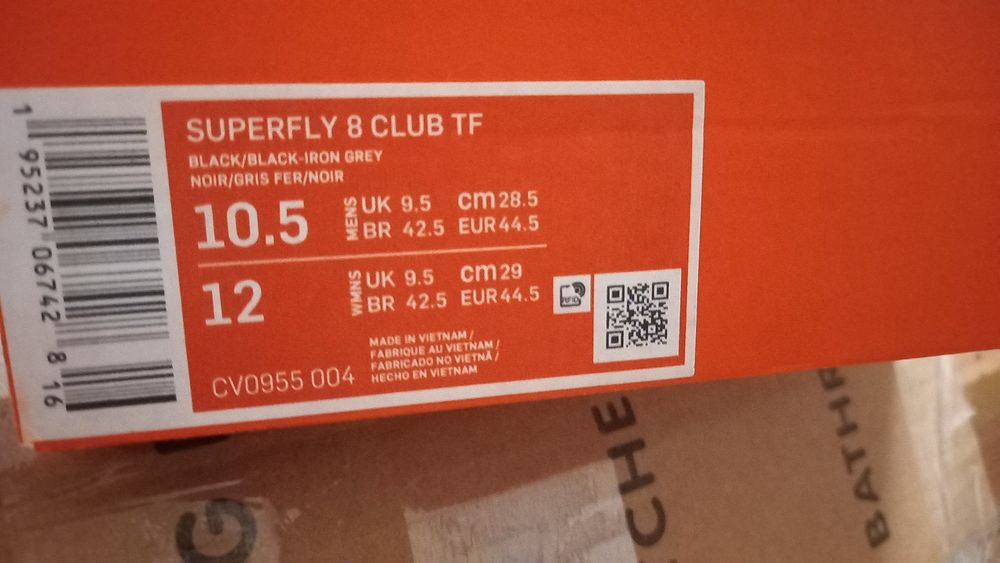 SUPERFLY 8 CLUB TF
BLACK/BLACK-IRON GREY
NOIR/GRIS FER/NOIR
10.5 MENS UK 9.5 cm 28.5
BR 42.5 EUR 44.5
12 WMNS UK 9.5 cm 29
BR 42.5 EUR 44.5
RFID
MADE IN VIETNAM /
FABRIQUE AU VIETNAM /
FABRICADO NO VIETNÃ /
HECHO EN VIETNAM
CV0955 004
1 95237 06742 8 16
G
CHE
BATHR